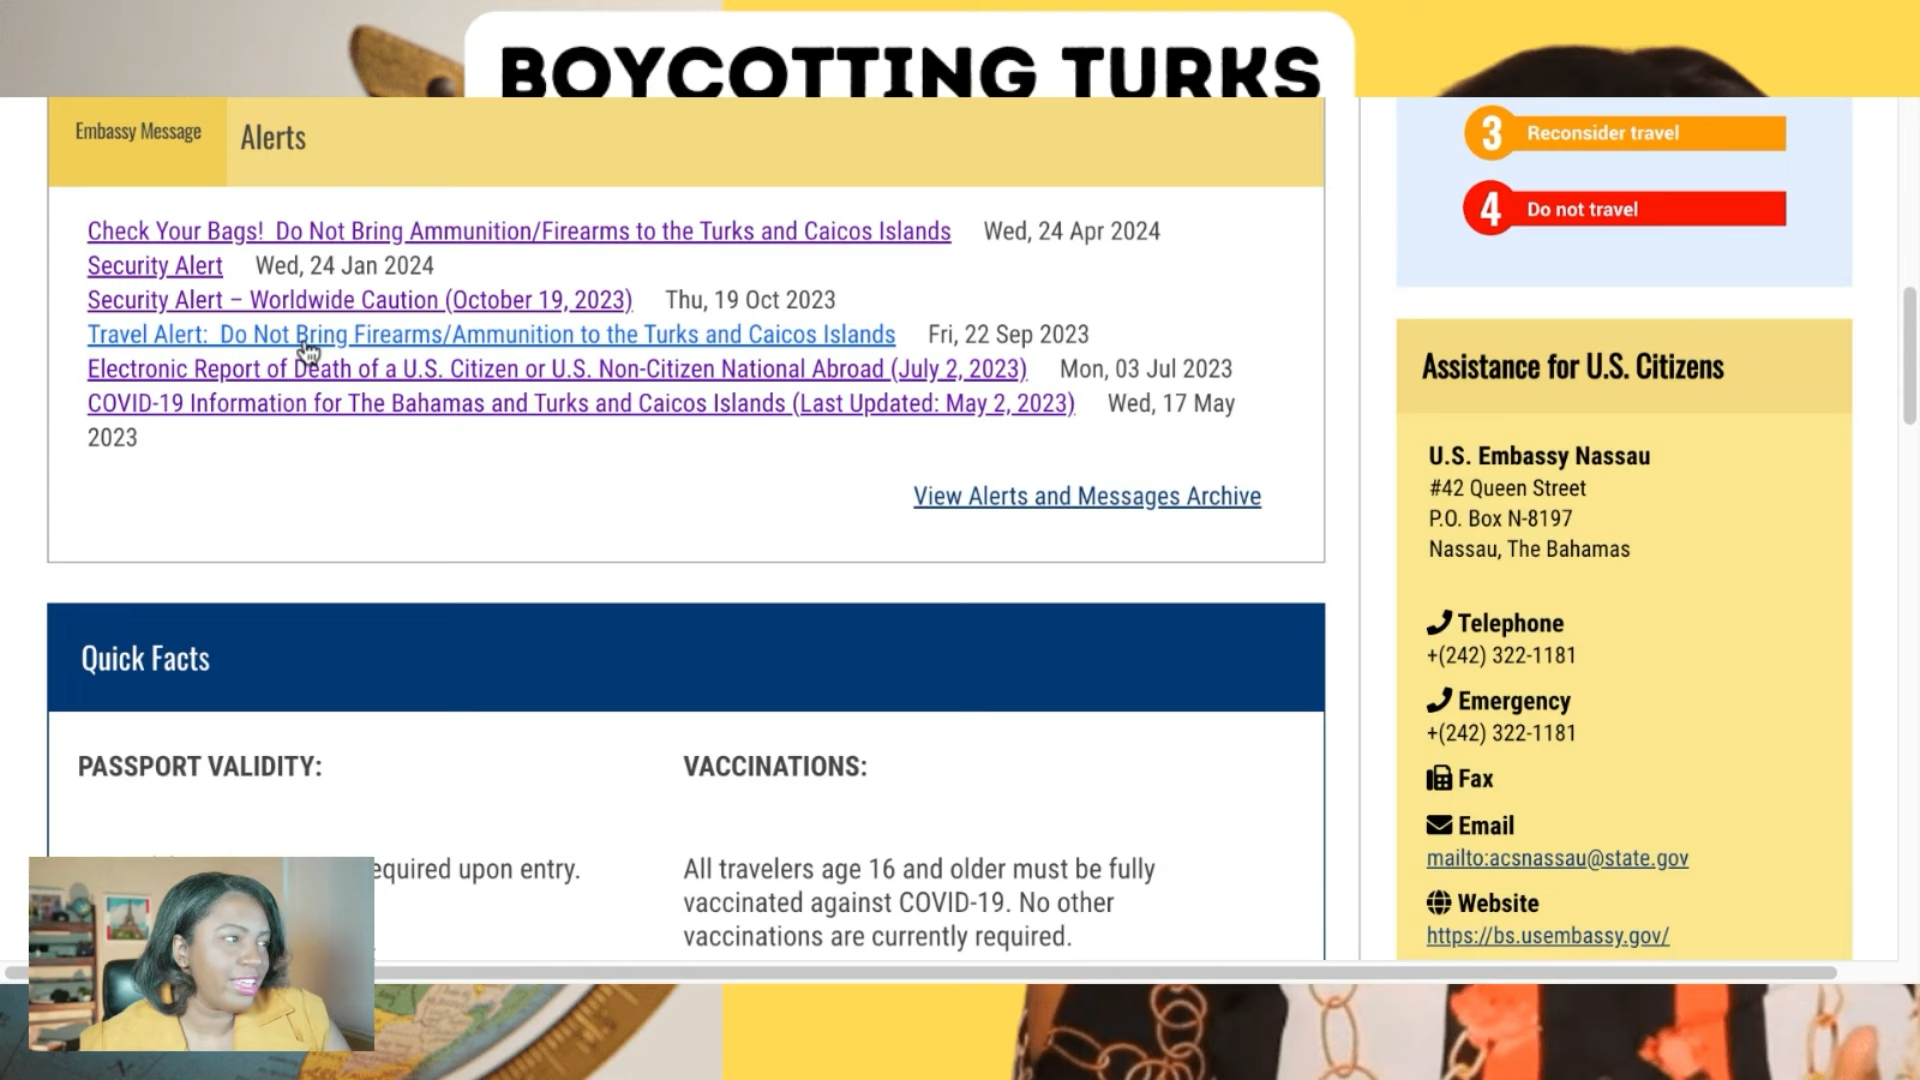 BOYCOTTING TURKS
Embassy Message
Alerts
Check Your Bags!  Do Not Bring Ammunition/Firearms to the Turks and Caicos Islands Wed, 24 Apr 2024
Security Alert Wed, 24 Jan 2024
Security Alert – Worldwide Caution (October 19, 2023) Thu, 19 Oct 2023
Travel Alert:  Do Not Bring Firearms/Ammunition to the Turks and Caicos Islands Fri, 22 Sep 2023
Electronic Report of Death of a U.S. Citizen or U.S. Non-Citizen National Abroad (July 2, 2023) Mon, 03 Jul 2023
COVID-19 Information for The Bahamas and Turks and Caicos Islands (Last Updated: May 2, 2023) Wed, 17 May
2023
View Alerts and Messages Archive
Quick Facts
PASSPORT VALIDITY:
equired upon entry.
VACCINATIONS:
All travelers age 16 and older must be fully
vaccinated against COVID-19. No other
vaccinations are currently required.
3 Reconsider travel
4 Do not travel
Assistance for U.S. Citizens
U.S. Embassy Nassau
#42 Queen Street
P.O. Box N-8197
Nassau, The Bahamas
Telephone
+(242) 322-1181
Emergency
+(242) 322-1181
Fax
Email
mailto:acsnassau@state.gov
Website
https://bs.usembassy.gov/